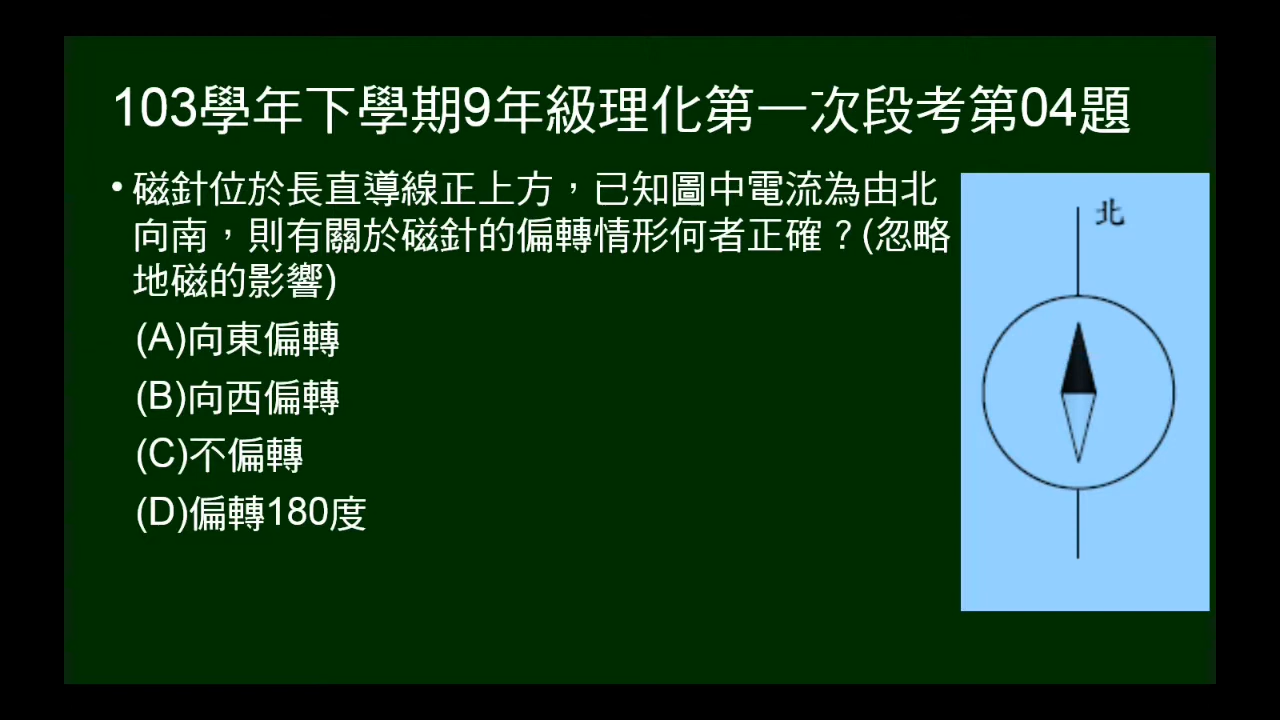 103學年下學期9年級理化第一次段考第04題
• 磁針位於長直導線正上方，已知圖中電流為由北
向南，則有關於磁針的偏轉情形何者正確？(忽略
地磁的影響)
(A)向東偏轉
(B)向西偏轉
(C)不偏轉
(D)偏轉180度
北